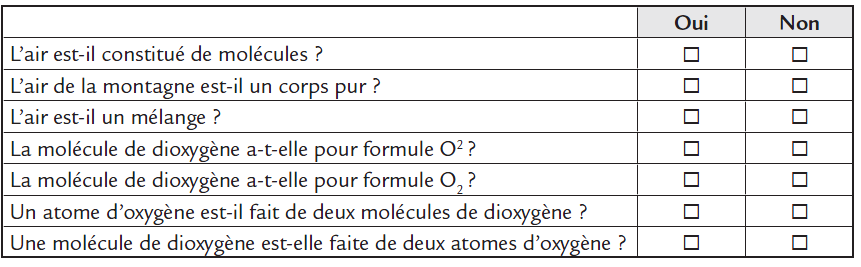 Oui Non
L'air est-il constitué de molécules ? ☐ ☐
L'air de la montagne est-il un corps pur ? ☐ ☐
L'air est-il un mélange ? ☐ ☐
La molécule de dioxygène a-t-elle pour formule O² ? ☐ ☐
La molécule de dioxygène a-t-elle pour formule O₂ ? ☐ ☐
Un atome d'oxygène est-il fait de deux molécules de dioxygène ? ☐ ☐
Une molécule de dioxygène est-elle faite de deux atomes d'oxygène ? ☐ ☐